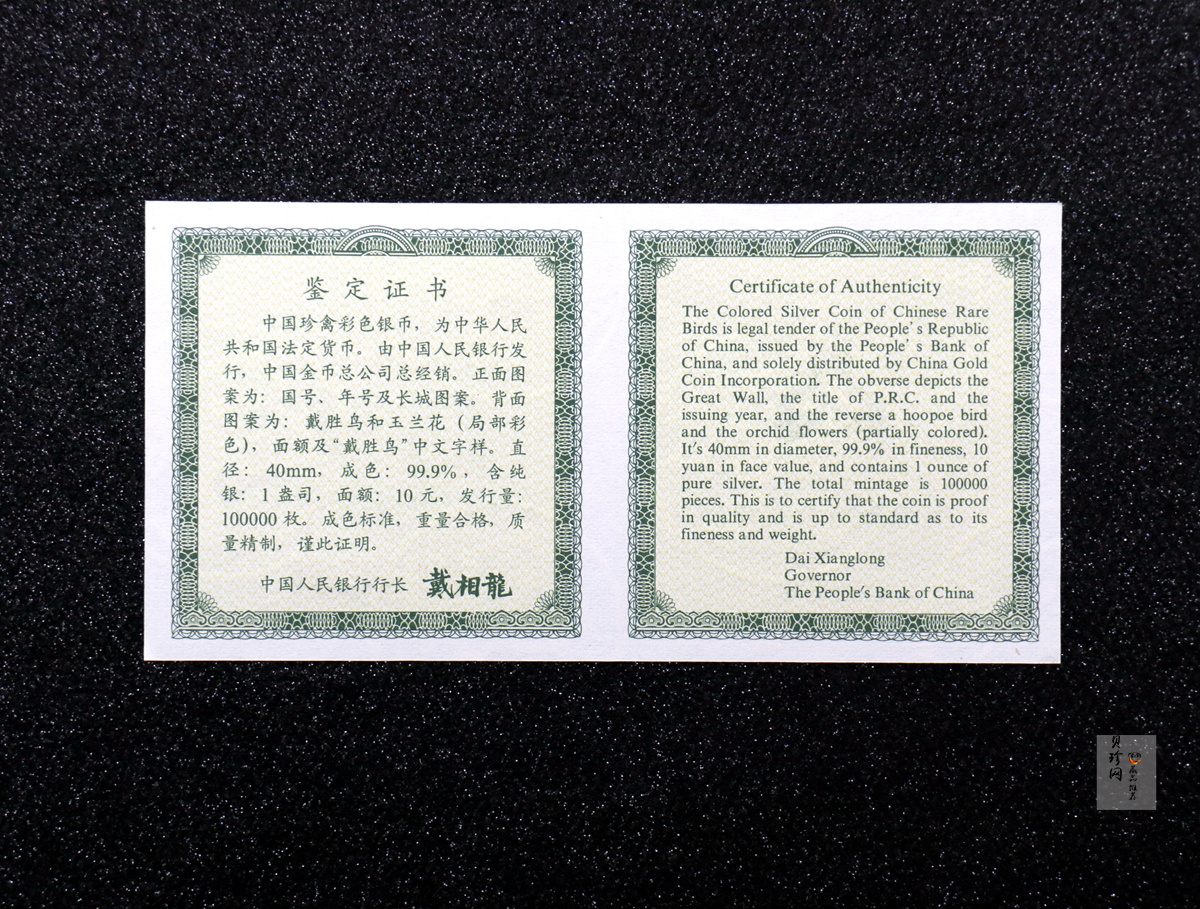 鉴定证书
中国珍禽彩色银币，为中华人民
共和国法定货币。由中国人民银行发
行，中国金币总公司总经销。正面图
案为：国号、年号及长城图案。背面
图案为：戴胜鸟和玉兰花（局部彩
色），面额及“戴胜鸟”中文字样。直
径：40mm，成色：99.9%，含纯
银：1盎司，面额：10元，发行量：
100000枚。成色标准，重量合格，质
量精制，谨此证明。
中国人民银行行长 戴相龍
Certificate of Authenticity
The Colored Silver Coin of Chinese Rare
Birds is legal tender of the People's Republic
of China, issued by the People's Bank of
China, and solely distributed by China Gold
Coin Incorporation. The obverse depicts the
Great Wall, the title of P.R.C. and the
issuing year, and the reverse a hoopoe bird
and the orchid flowers (partially colored).
It's 40mm in diameter, 99.9% in fineness, 10
yuan in face value, and contains 1 ounce of
pure silver. The total mintage is 100000
pieces. This is to certify that the coin is proof
in quality and is up to standard as to its
fineness and weight.
Dai Xianglong
Governor
The People's Bank of China
贝珍网